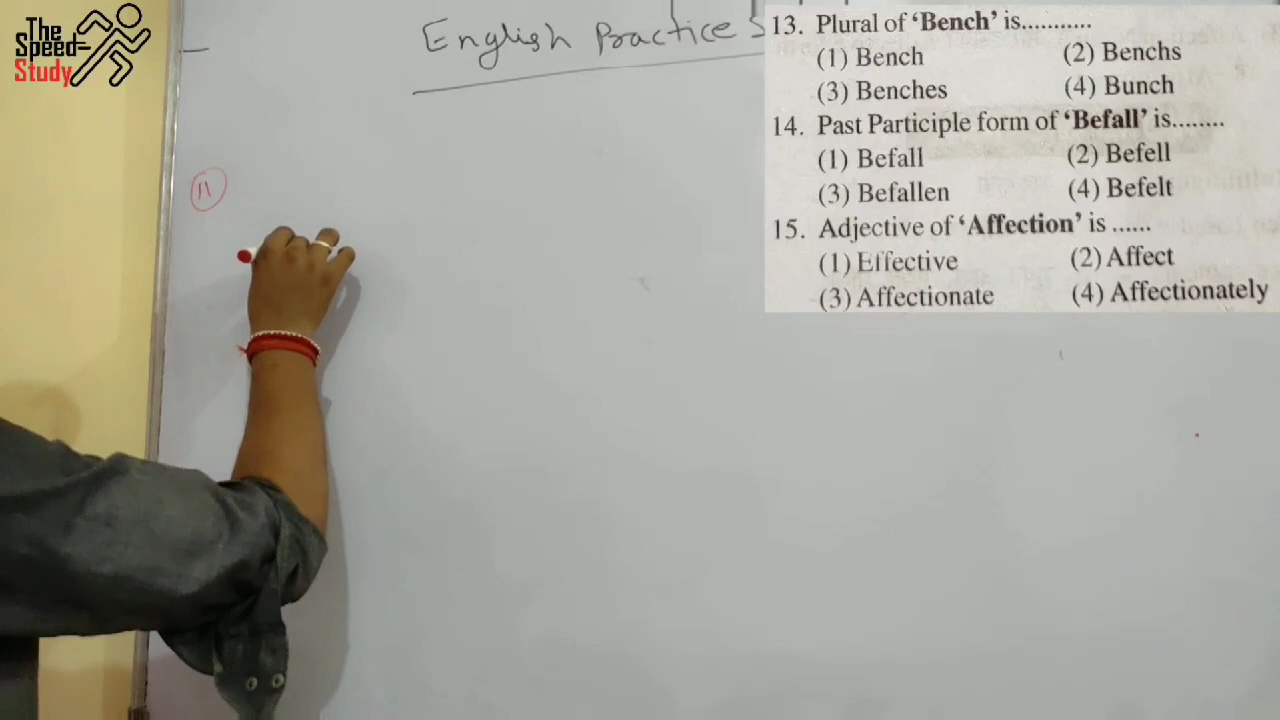 The
Speed
Study
English Practice S
11
13. Plural of ‘Bench’ is...........
(1) Bench (2) Benchs
(3) Benches (4) Bunch
14. Past Participle form of ‘Befall’ is........
(1) Befall (2) Befell
(3) Befallen (4) Befelt
15. Adjective of ‘Affection’ is ......
(1) Effective (2) Affect
(3) Affectionate (4) Affectionately